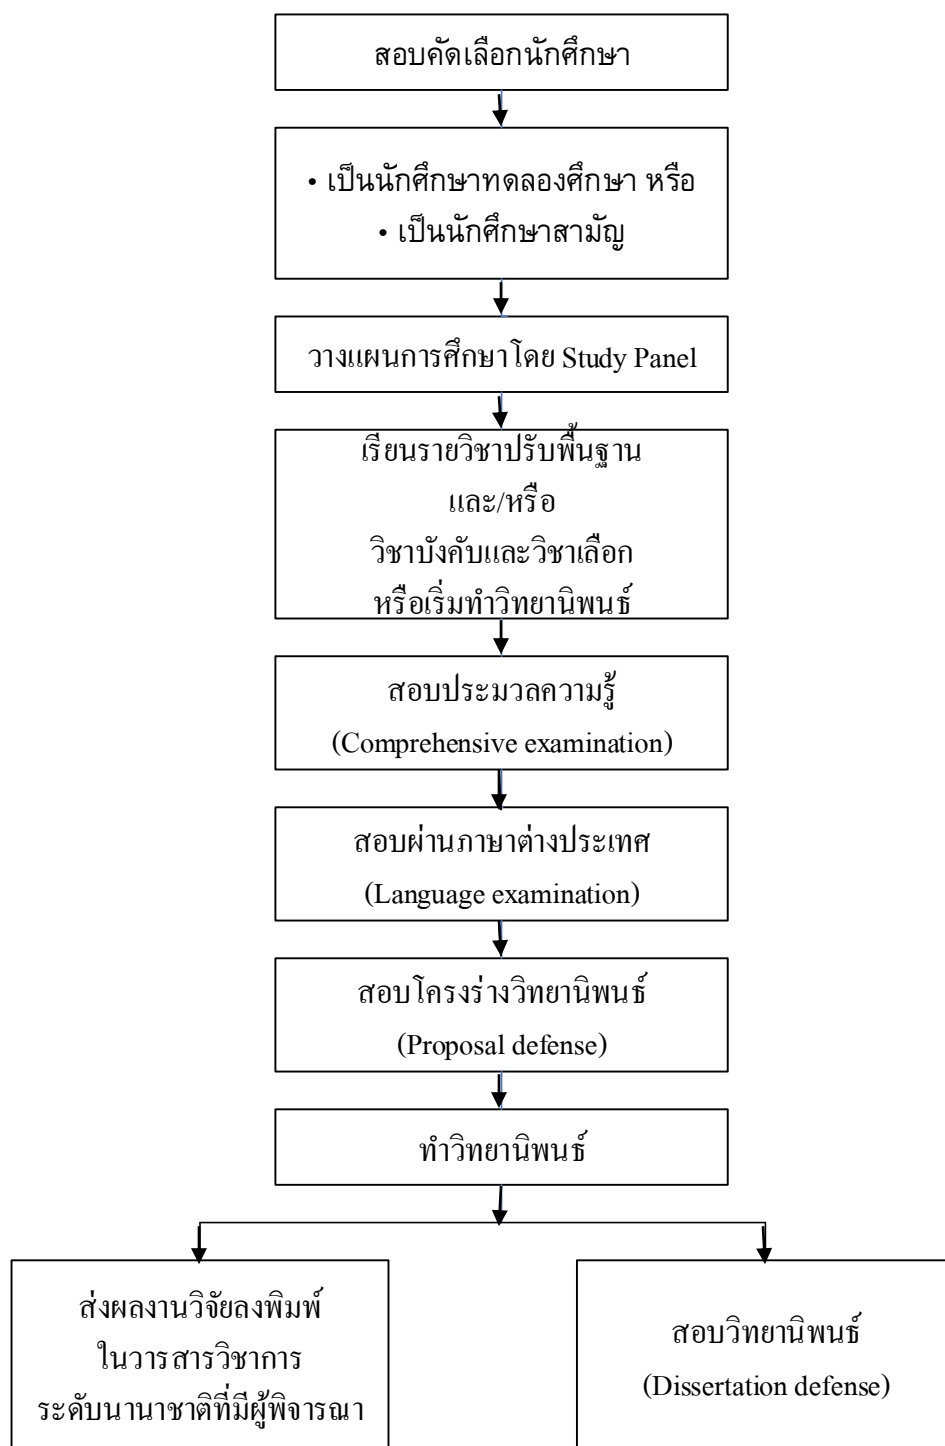 สอบคัดเลือกนักศึกษา
• เป็นนักศึกษาทดลองศึกษา หรือ
• เป็นนักศึกษาสามัญ
วางแผนการศึกษาโดย Study Panel
เรียนรายวิชาปรับพื้นฐาน
และ/หรือ
วิชาบังคับและวิชาเลือก
หรือเริ่มทำวิทยานิพนธ์
สอบประมวลความรู้
(Comprehensive examination)
สอบผ่านภาษาต่างประเทศ
(Language examination)
สอบโครงร่างวิทยานิพนธ์
(Proposal defense)
ทำวิทยานิพนธ์
ส่งผลงานวิจัยลงพิมพ์
ในวารสารวิชาการ
ระดับนานาชาติที่มีผู้พิจารณา
สอบวิทยานิพนธ์
(Dissertation defense)